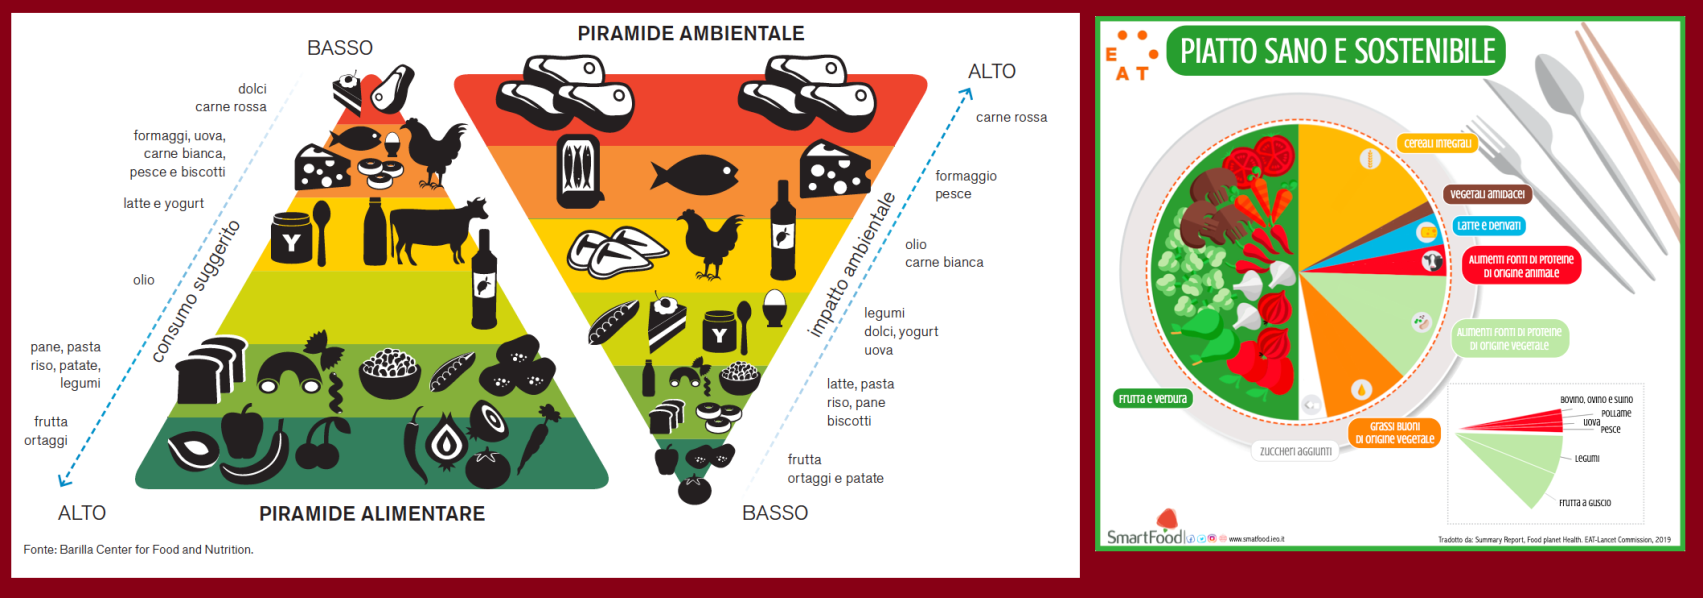 PIRAMIDE AMBIENTALE
BASSO
ALTO
dolci
carne rossa
formaggi, uova,
carne bianca,
pesce e biscotti
latte e yogurt
olio
pane, pasta
riso, patate,
legumi
frutta
ortaggi
consumo suggerito
Y
ALTO
PIRAMIDE ALIMENTARE
carne rossa
formaggio
pesce
olio
carne bianca
legumi
dolci, yogurt
uova
latte, pasta
riso, pane
biscotti
frutta
ortaggi e patate
impatto ambientale
Y
BASSO
Fonte: Barilla Center for Food and Nutrition.
E
AT
PIATTO SANO E SOSTENIBILE
CEREALI INTEGRALI
VEGETALI AMIDACEI
LATTE E DERIVATI
ALIMENTI FONTI DI PROTEINE
DI ORIGINE ANIMALE
ALIMENTI FONTI DI PROTEINE
DI ORIGINE VEGETALE
FRUTTA E VERDURA
GRASSI BUONI
DI ORIGINE VEGETALE
ZUCCHERI AGGIUNTI
BOVINO, OVINO E SUINO
POLLAME
UOVA
PESCE
LEGUMI
FRUTTA A GUSCIO
SmartFood
www.smatfood.ieo.it
Tradotto da: Summary Report, Food planet Health. EAT-Lancet Commission, 2019